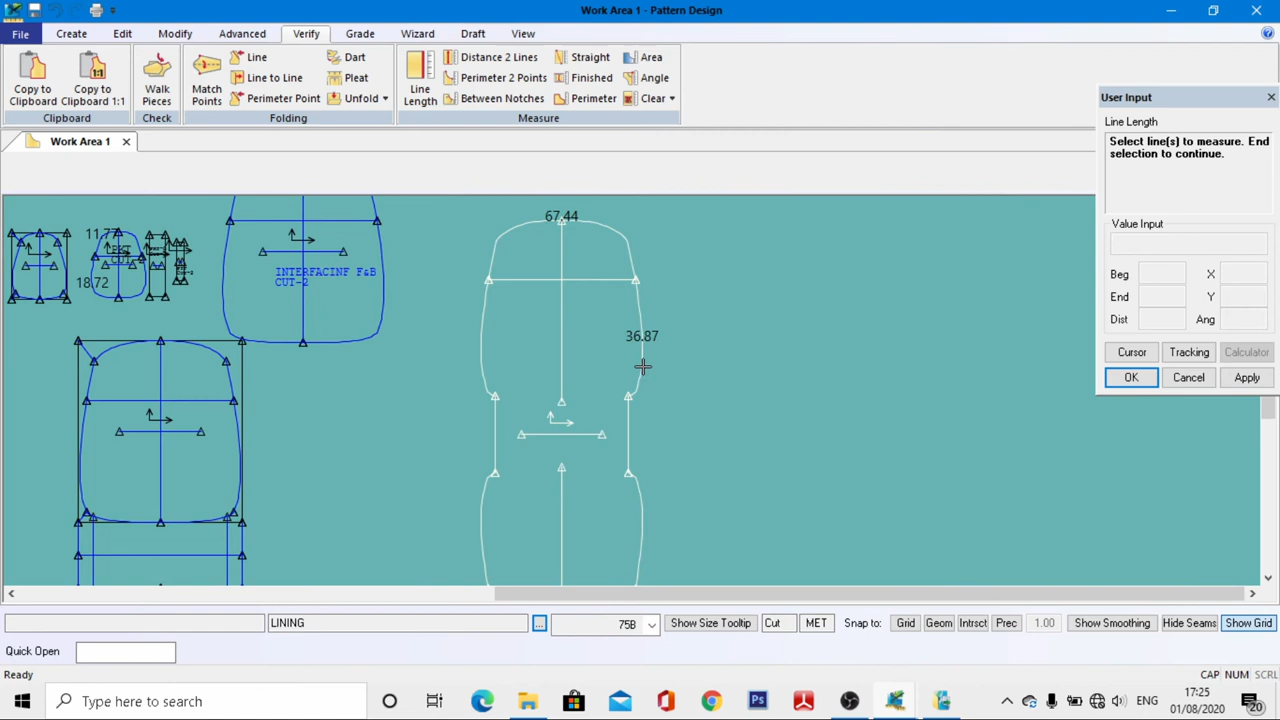 Work Area 1 - Pattern Design
File Create Edit Modify Advanced Verify Grade Wizard Draft View
Copy to Clipboard
Copy to Clipboard 1:1
Clipboard
Walk Pieces
Check
Match Points
Line
Line to Line
Perimeter Point
Dart
Pleat
Unfold
Folding
Line Length
Distance 2 Lines
Perimeter 2 Points
Between Notches
Straight
Finished
Perimeter
Area
Angle
Clear
Measure
Work Area 1
User Input
Line Length
Select line(s) to measure. End
selection to continue.
Value Input
Beg X
End Y
Dist Ang
Cursor Tracking Calculator
OK Cancel Apply
67.44
11.77
18.72
INTERFACINF F&B
CUT-2
36.87
LINING ... 75B Show Size Tooltip Cut MET Snap to: Grid Geom Intrsct Prec 1.00 Show Smoothing Hide Seams Show Grid
Quick Open
Ready CAP NUM SCRL
Type here to search
ENG
17:25
01/08/2020
20